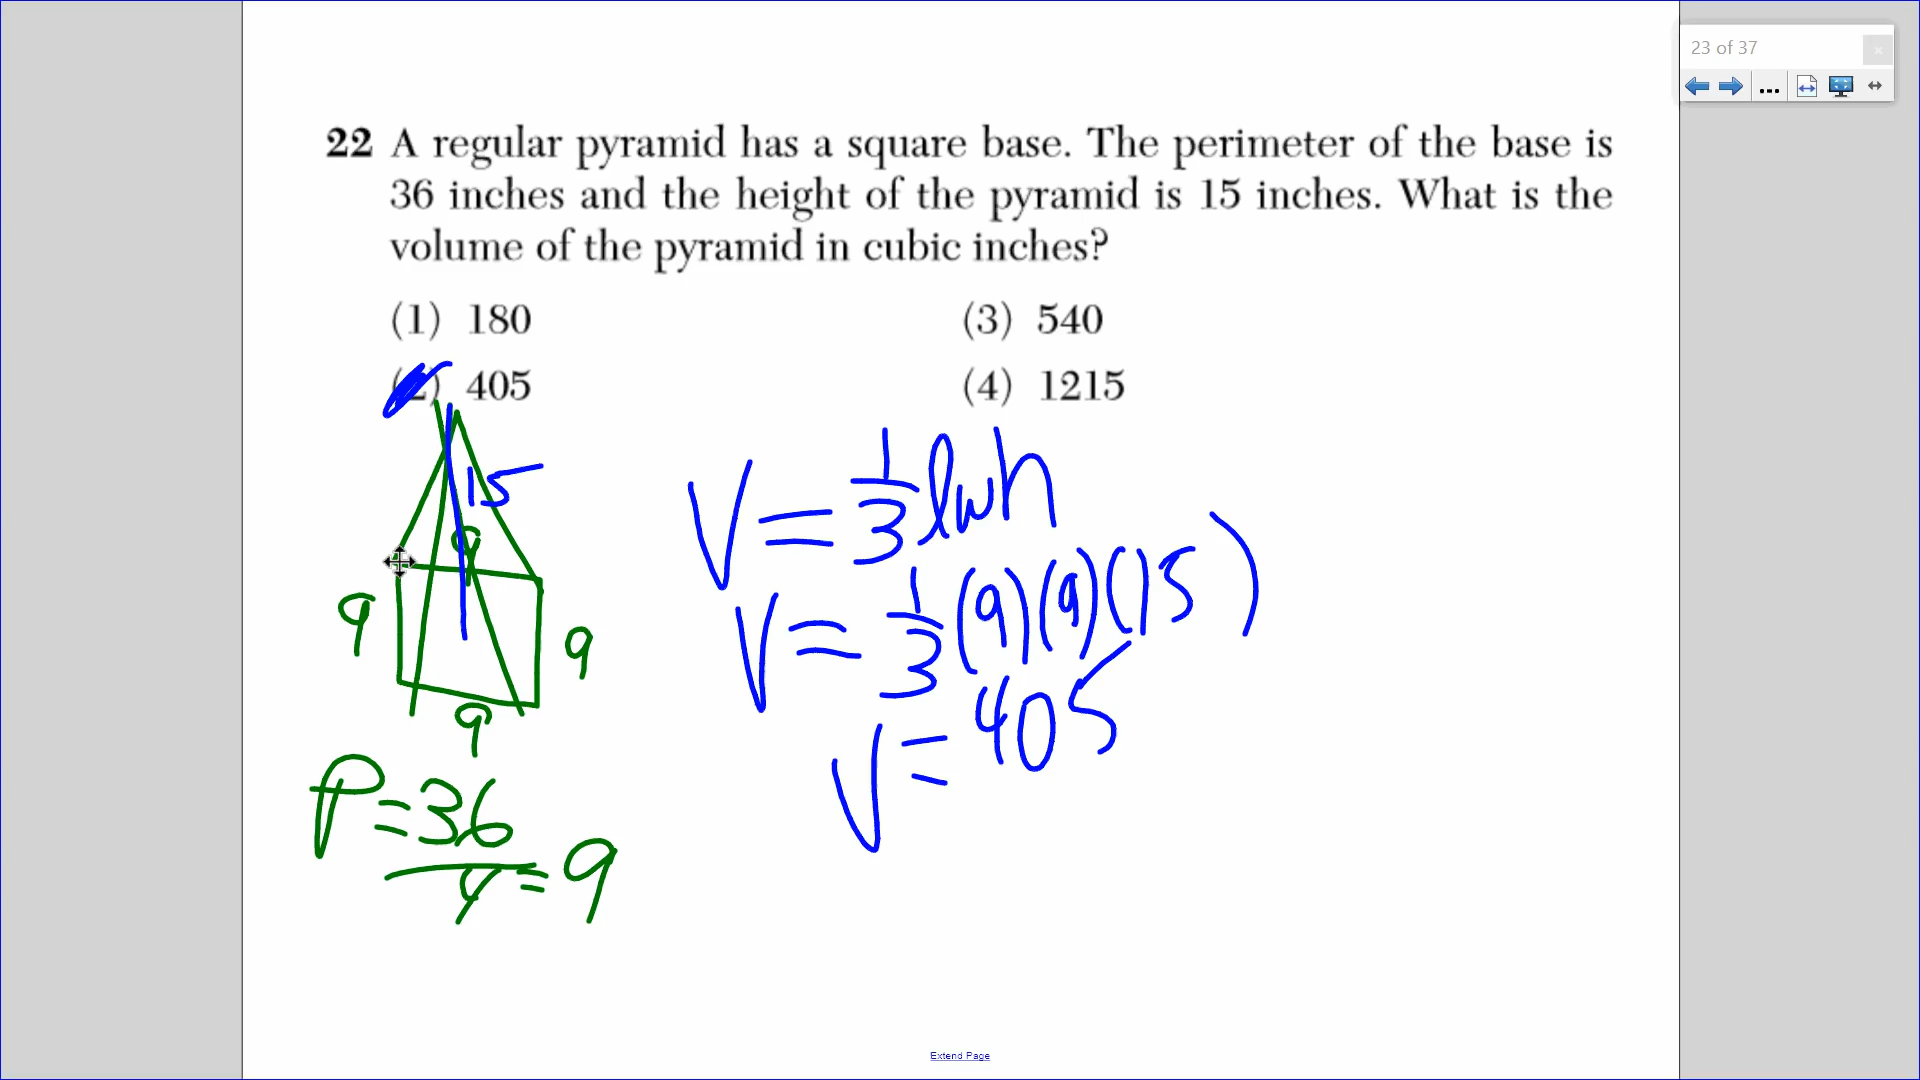 23 of 37
22 A regular pyramid has a square base. The perimeter of the base is
36 inches and the height of the pyramid is 15 inches. What is the
volume of the pyramid in cubic inches?
(1) 180
(3) 540
(2) 405
(4) 1215
15
9
9
9
9
P=36
4
=9
V=1/3lwh
V=1/3(9)(9)(15)
V=405
Extend Page